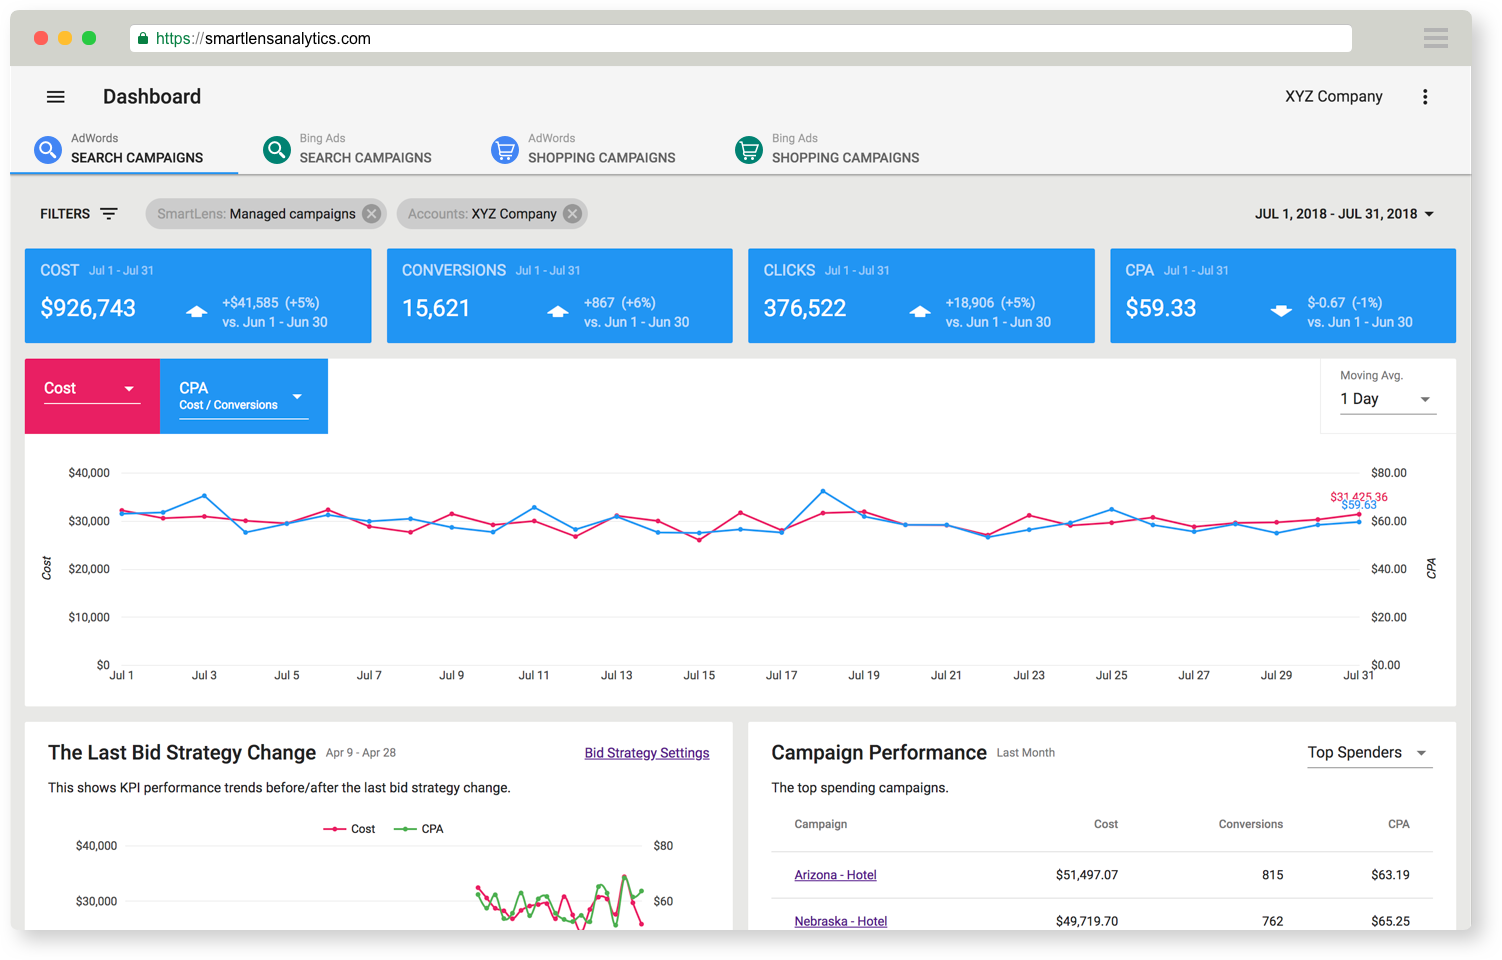 https://smartlensanalytics.com
Dashboard
XYZ Company
AdWords
SEARCH CAMPAIGNS
Bing Ads
SEARCH CAMPAIGNS
AdWords
SHOPPING CAMPAIGNS
Bing Ads
SHOPPING CAMPAIGNS
FILTERS
SmartLens: Managed campaigns
Accounts: XYZ Company
JUL 1, 2018 - JUL 31, 2018
COST Jul 1 - Jul 31
$926,743
+$41,585 (+5%)
vs. Jun 1 - Jun 30
CONVERSIONS Jul 1 - Jul 31
15,621
+867 (+6%)
vs. Jun 1 - Jun 30
CLICKS Jul 1 - Jul 31
376,522
+18,906 (+5%)
vs. Jun 1 - Jun 30
CPA Jul 1 - Jul 31
$59.33
$-0.67 (-1%)
vs. Jun 1 - Jun 30
Cost
CPA
Cost / Conversions
Moving Avg.
1 Day
$40,000
$30,000
$20,000
$10,000
$0
Cost
$80.00
$60.00
$40.00
$20.00
$0.00
CPA
$31,425.36
$59.63
Jul 1 Jul 3 Jul 5 Jul 7 Jul 9 Jul 11 Jul 13 Jul 15 Jul 17 Jul 19 Jul 21 Jul 23 Jul 25 Jul 27 Jul 29 Jul 31
The Last Bid Strategy Change Apr 9 - Apr 28
Bid Strategy Settings
This shows KPI performance trends before/after the last bid strategy change.
Cost CPA
$40,000 $80
$30,000 $60
Campaign Performance Last Month
Top Spenders
The top spending campaigns.
Campaign Cost Conversions CPA
Arizona - Hotel $51,497.07 815 $63.19
Nebraska - Hotel $49,719.70 762 $65.25